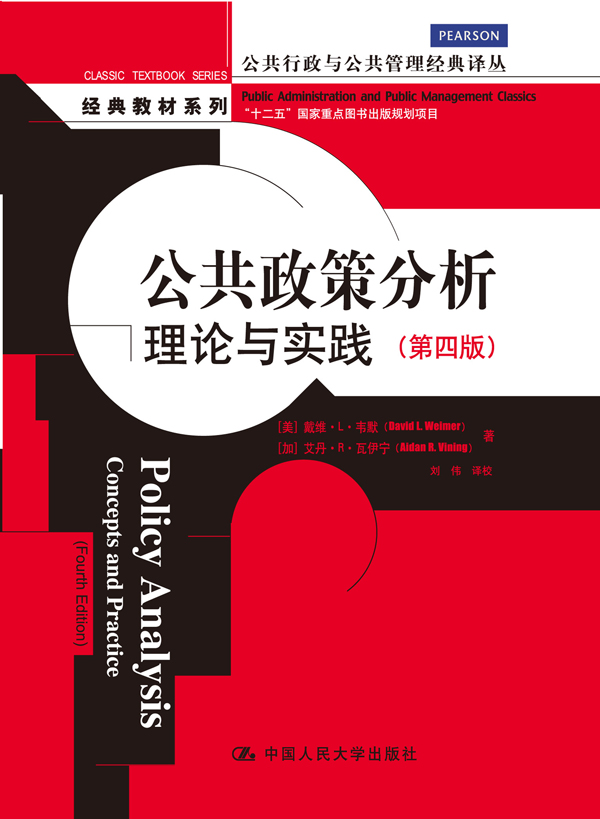 PEARSON
公共行政与公共管理经典译丛
CLASSIC TEXTBOOK SERIES
经典教材系列
Public Administration and Public Management Classics
“十二五”国家重点图书出版规划项目
公共政策分析
理论与实践（第四版）
［美］戴维·L·韦默（David L. Weimer）
［加］艾丹·R·瓦伊宁（Aidan R. Vining）
著
刘 伟 译校
Policy Analysis
Concepts and Practice
(Fourth Edition)
中国人民大学出版社